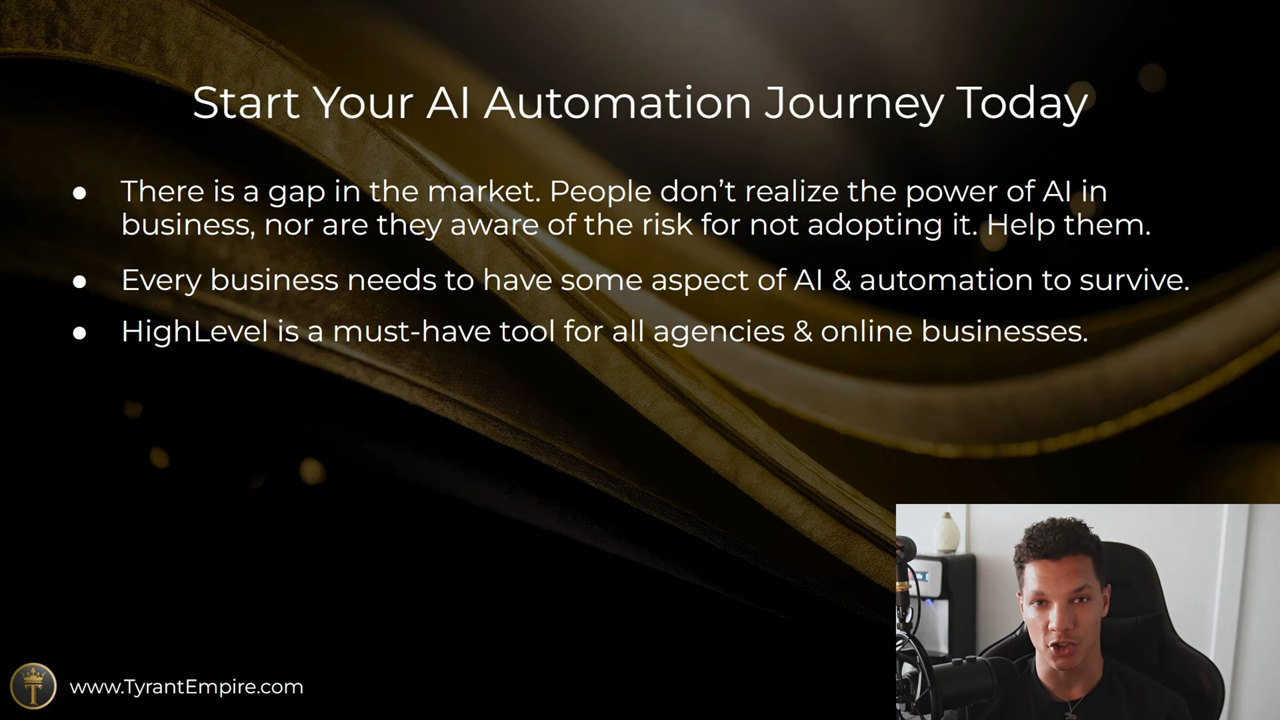 Start Your AI Automation Journey Today
● There is a gap in the market. People don’t realize the power of AI in
business, nor are they aware of the risk for not adopting it. Help them.
● Every business needs to have some aspect of AI & automation to survive.
● HighLevel is a must-have tool for all agencies & online businesses.
T
www.TyrantEmpire.com